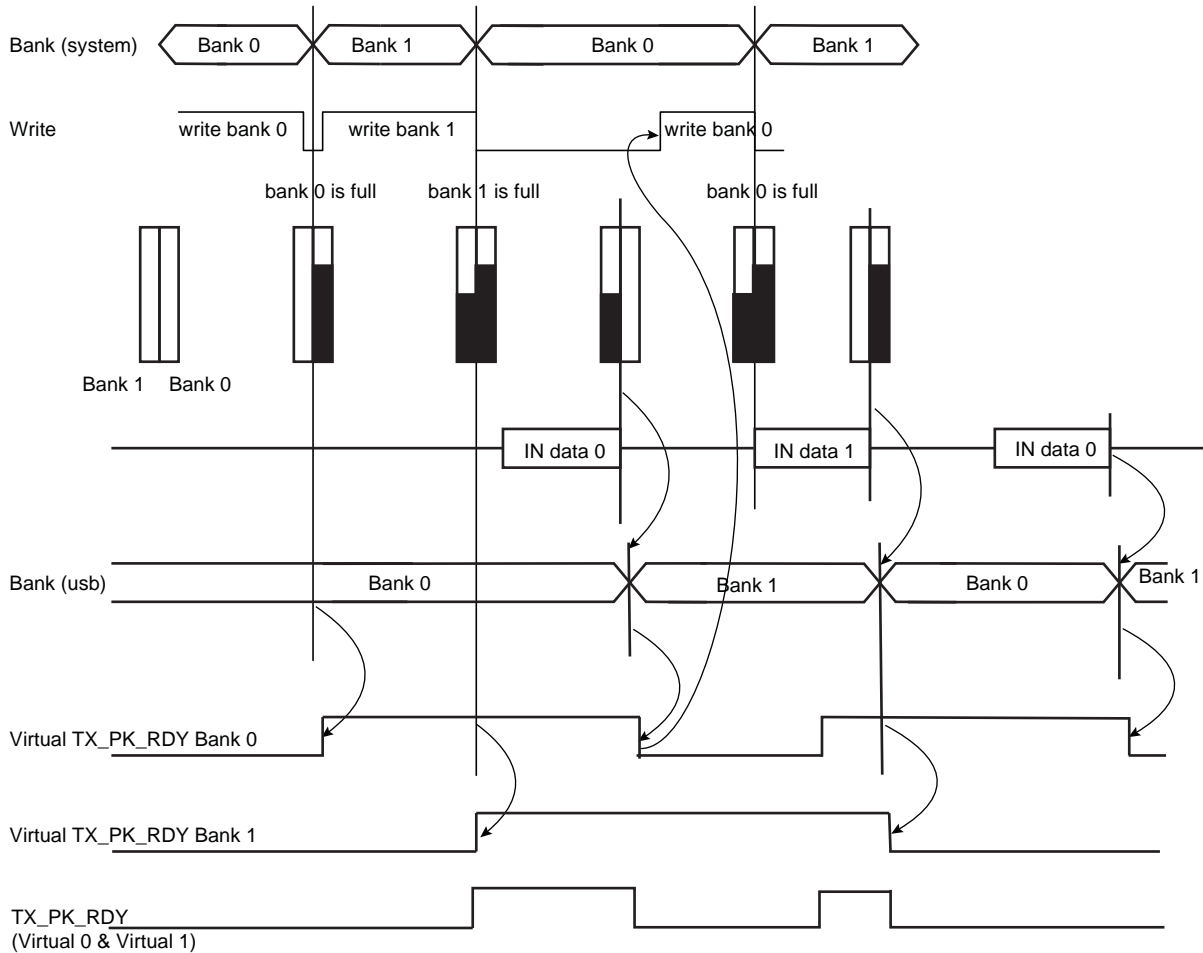 Bank (system)
Bank 0
Bank 1
Bank 0
Bank 1
Write
write bank 0
write bank 1
write bank 0
bank 0 is full
bank 1 is full
bank 0 is full
Bank 1
Bank 0
IN data 0
IN data 1
IN data 0
Bank (usb)
Bank 0
Bank 1
Bank 0
Bank 1
Virtual TX_PK_RDY Bank 0
Virtual TX_PK_RDY Bank 1
TX_PK_RDY
(Virtual 0 & Virtual 1)